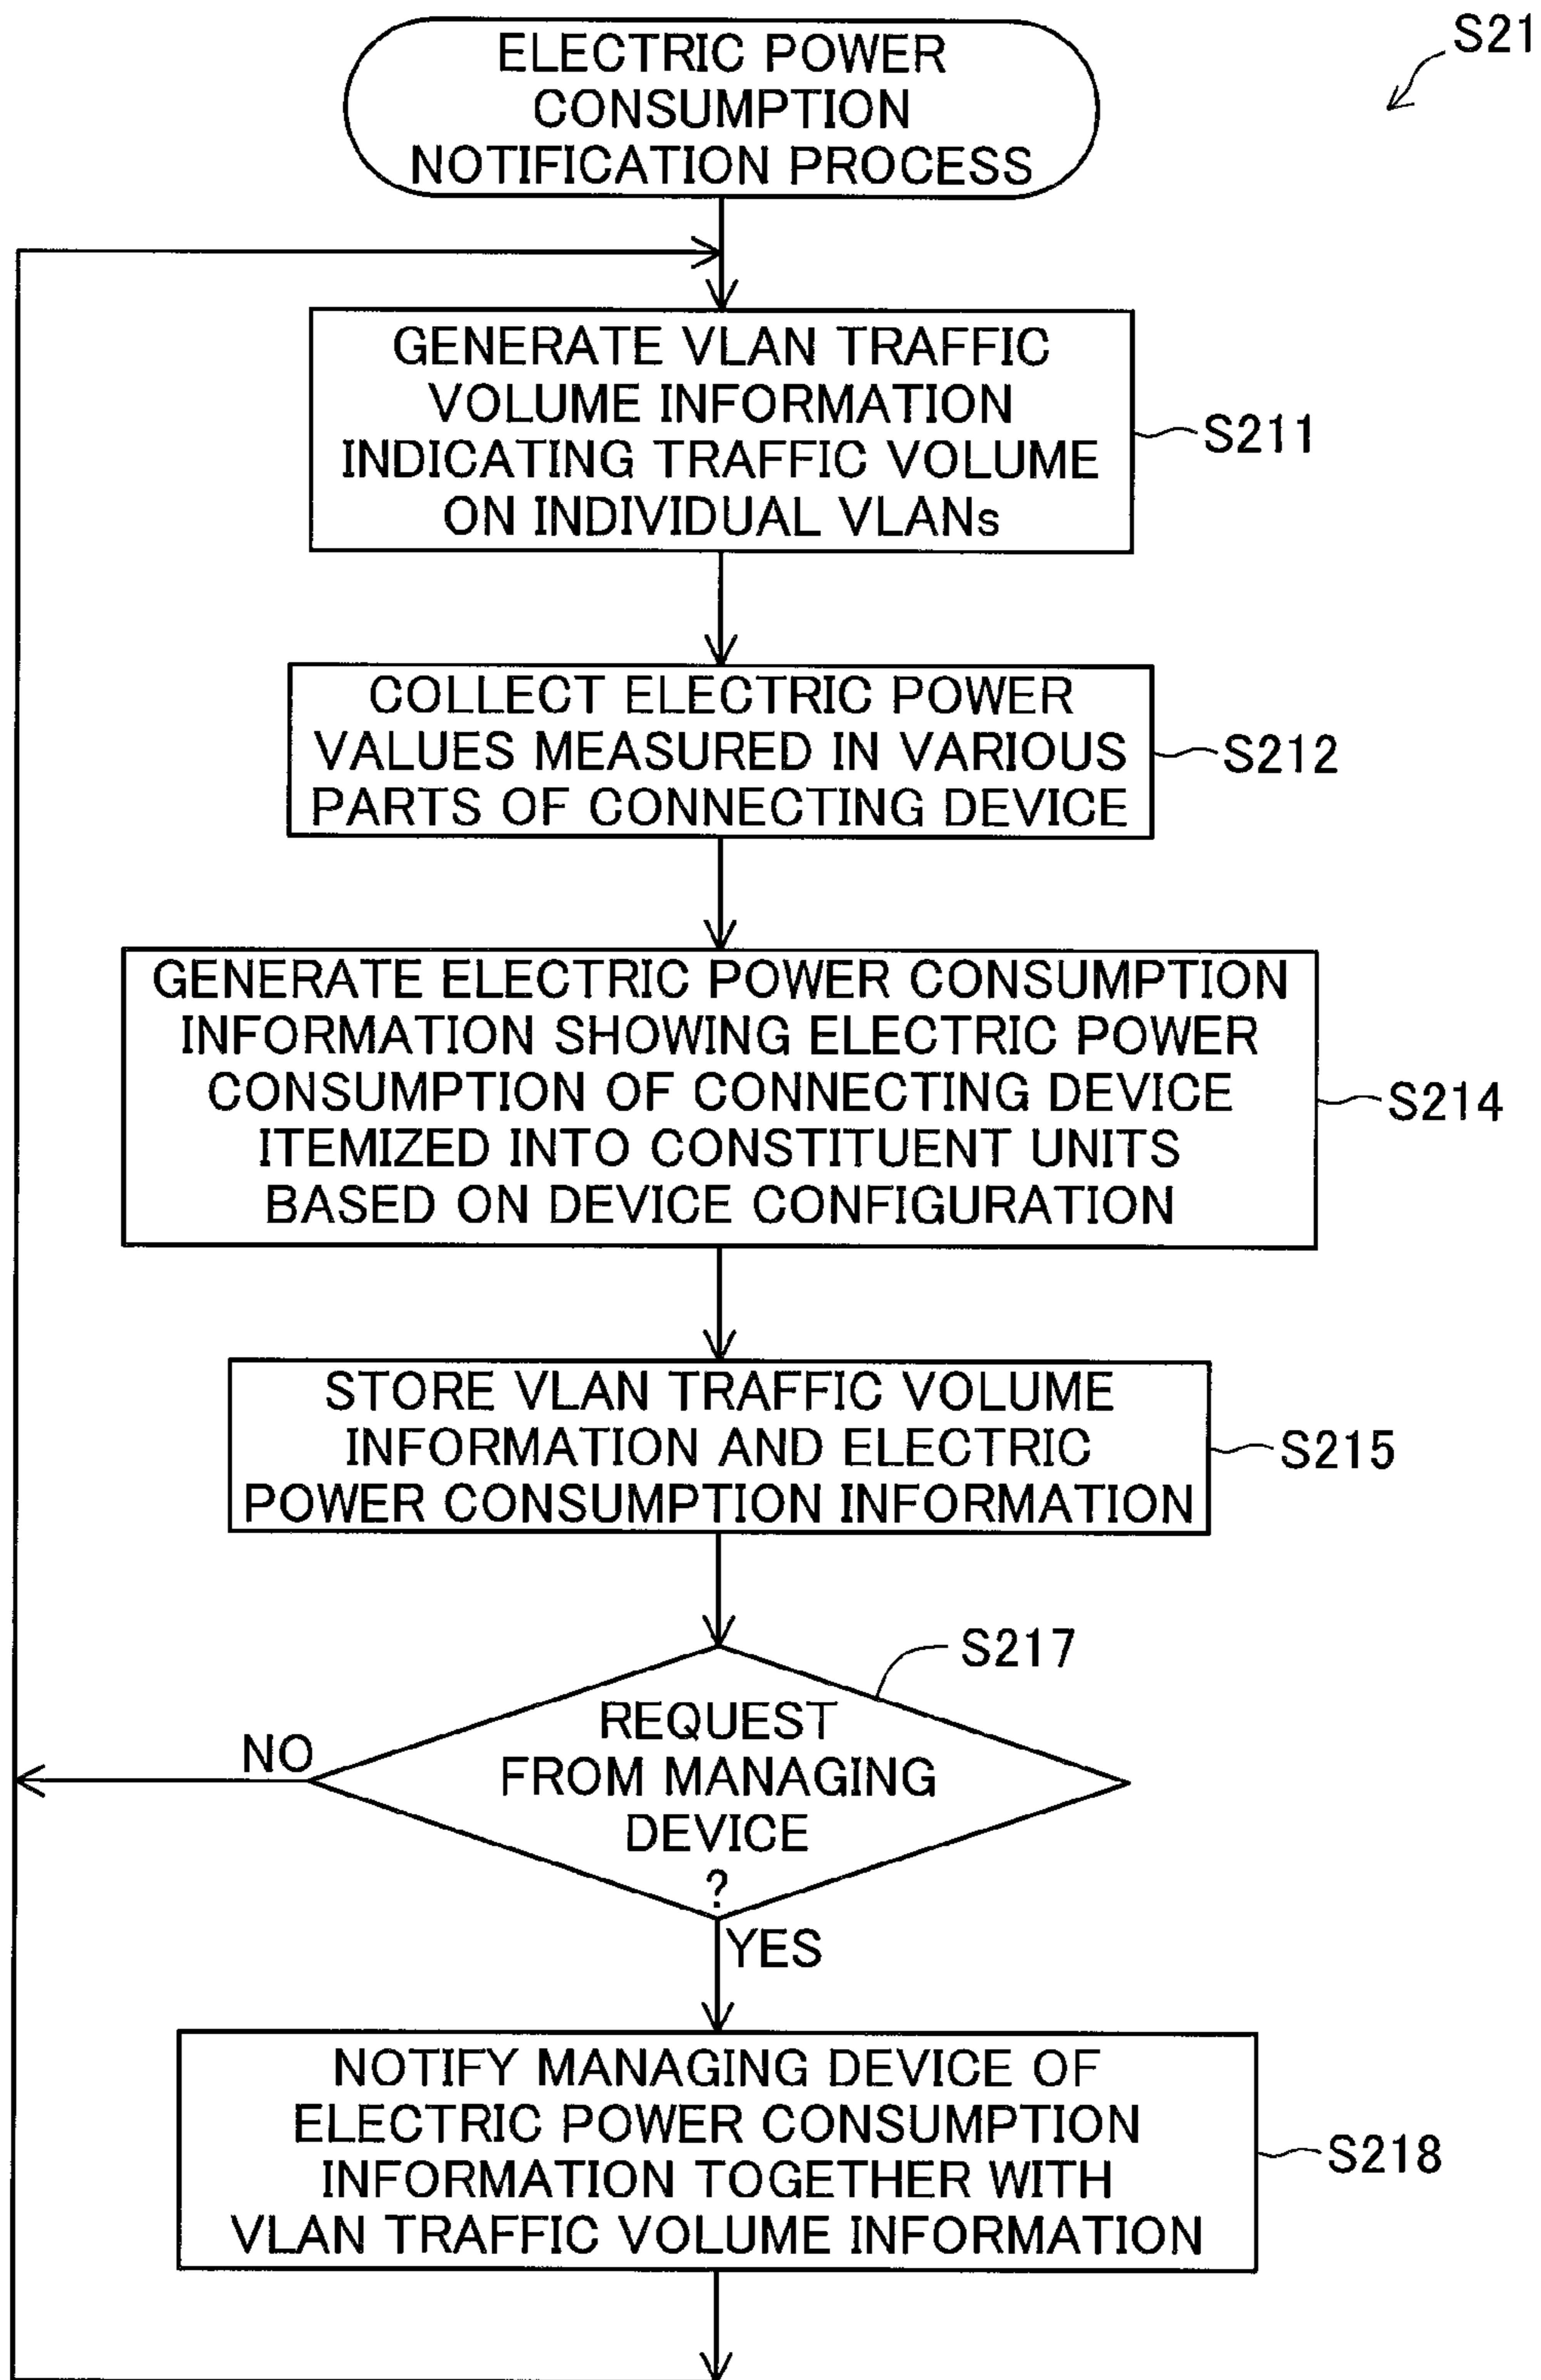 S21
ELECTRIC POWER
CONSUMPTION
NOTIFICATION PROCESS
GENERATE VLAN TRAFFIC
VOLUME INFORMATION
INDICATING TRAFFIC VOLUME
ON INDIVIDUAL VLANs
S211
COLLECT ELECTRIC POWER
VALUES MEASURED IN VARIOUS
PARTS OF CONNECTING DEVICE
S212
GENERATE ELECTRIC POWER CONSUMPTION
INFORMATION SHOWING ELECTRIC POWER
CONSUMPTION OF CONNECTING DEVICE
ITEMIZED INTO CONSTITUENT UNITS
BASED ON DEVICE CONFIGURATION
S214
STORE VLAN TRAFFIC VOLUME
INFORMATION AND ELECTRIC
POWER CONSUMPTION INFORMATION
S215
S217
REQUEST
FROM MANAGING
DEVICE
?
NO
YES
NOTIFY MANAGING DEVICE OF
ELECTRIC POWER CONSUMPTION
INFORMATION TOGETHER WITH
VLAN TRAFFIC VOLUME INFORMATION
S218